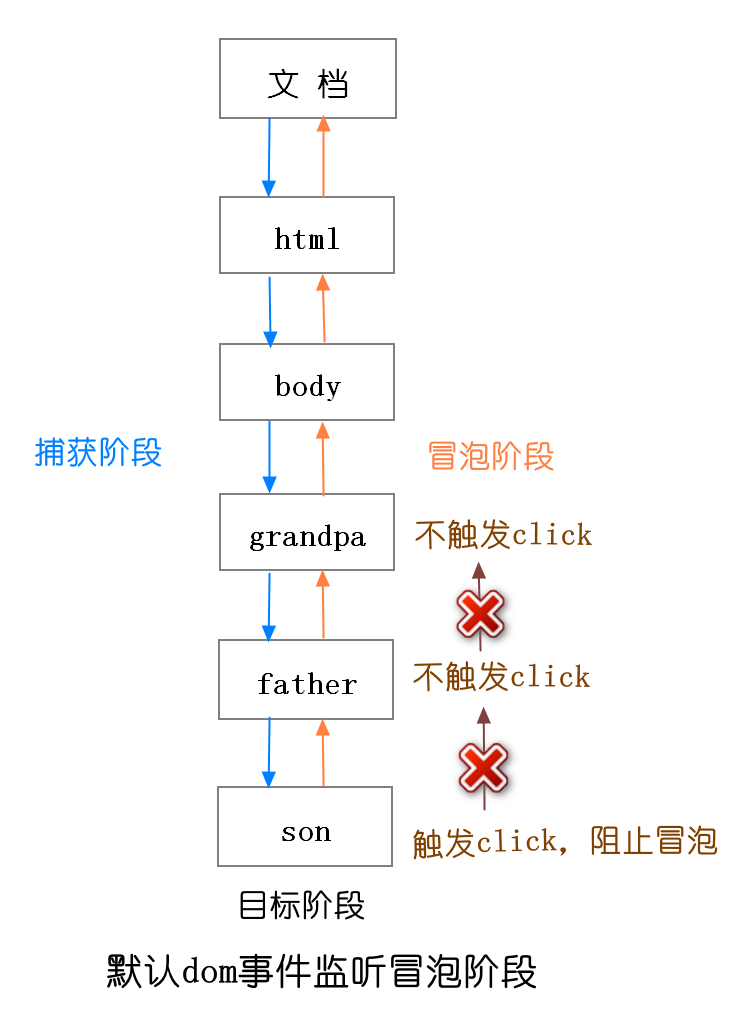 文 档
html
body
捕获阶段
冒泡阶段
grandpa
不触发click
father
不触发click
son
触发click，阻止冒泡
目标阶段
默认dom事件监听冒泡阶段